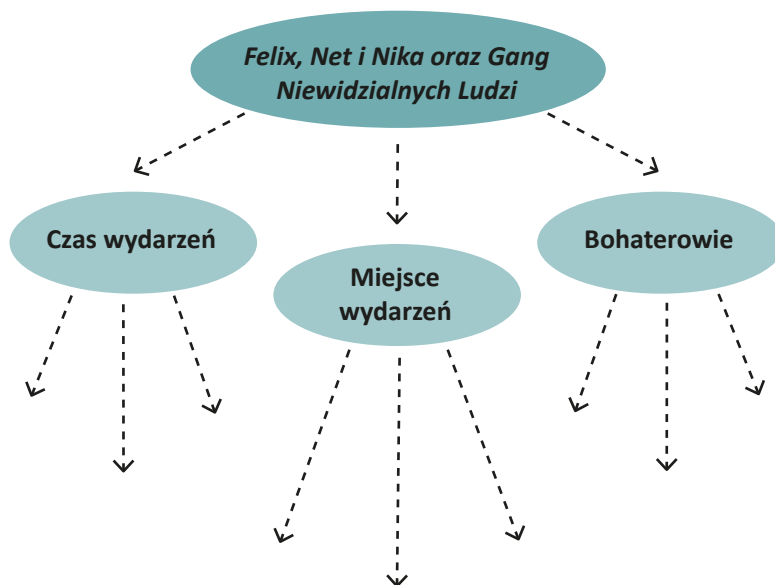 Felix, Net i Nika oraz Gang
Niewidzialnych Ludzi
Czas wydarzeń
Miejsce
wydarzeń
Bohaterowie